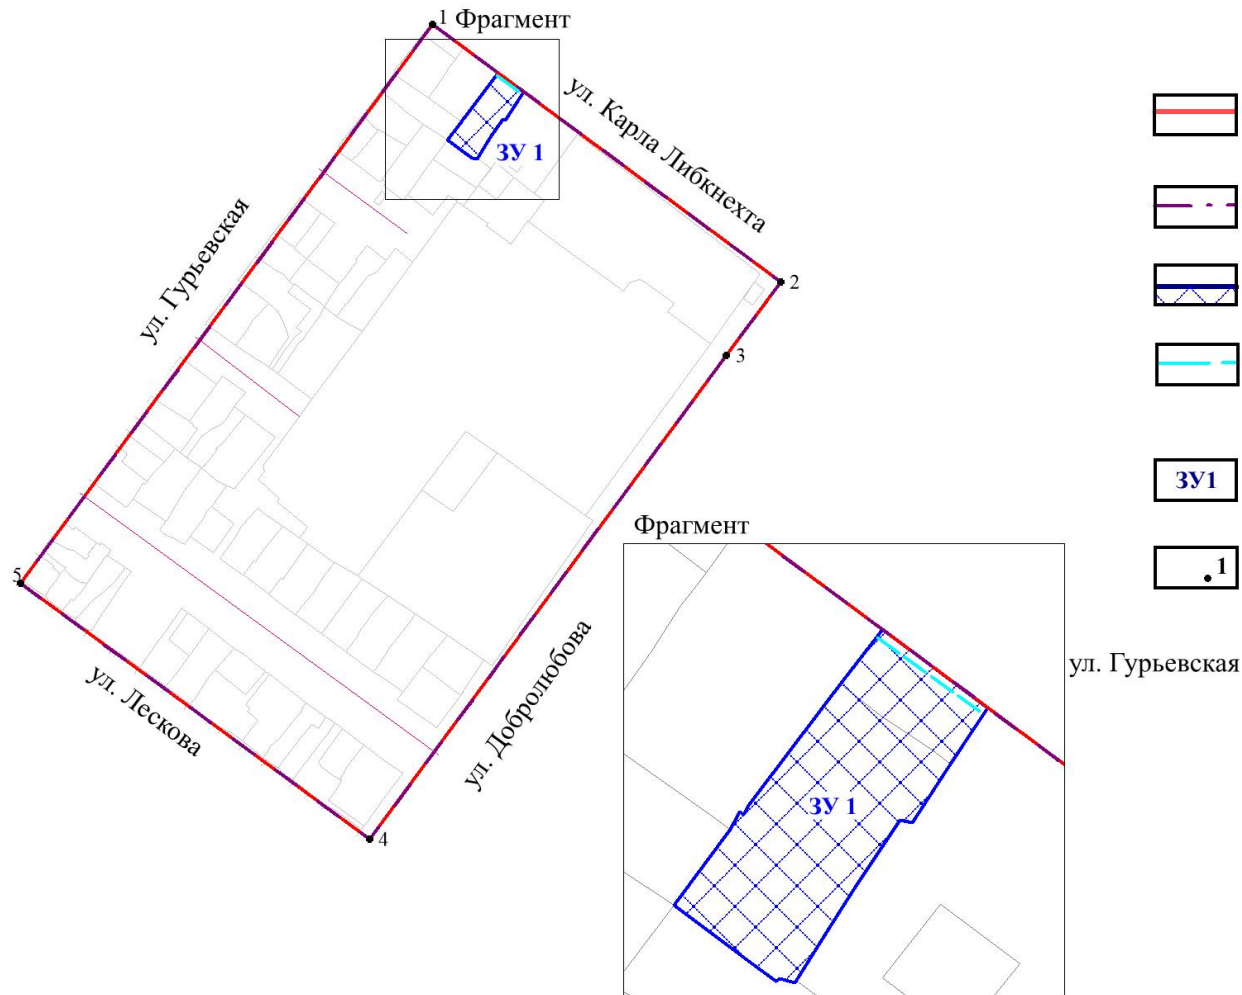 1 Фрагмент
ул. Карла Либкнехта
ЗУ 1
ул. Гурьевская
2
3
ЗУ1
Фрагмент
1
5
ул. Гурьевская
ул. Добролюбова
ул. Лескова
ЗУ 1
4